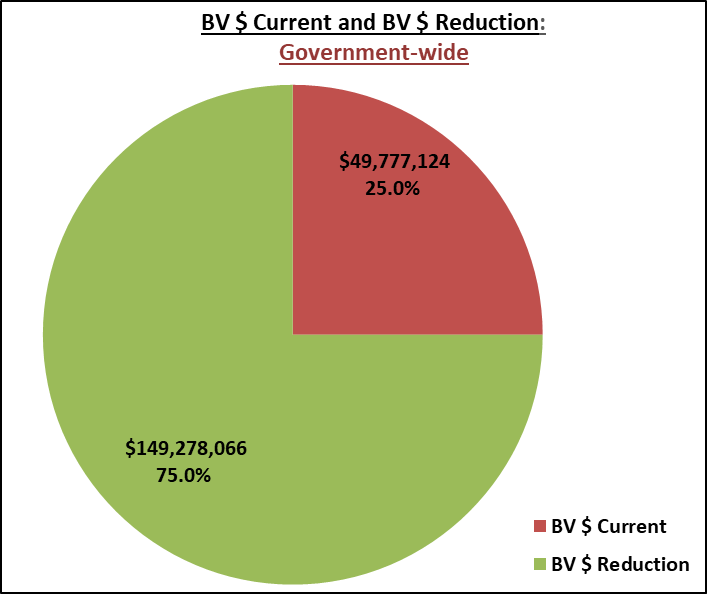 BV $ Current and BV $ Reduction:
Government-wide
$49,777,124
25.0%
$149,278,066
75.0%
BV $ Current
BV $ Reduction